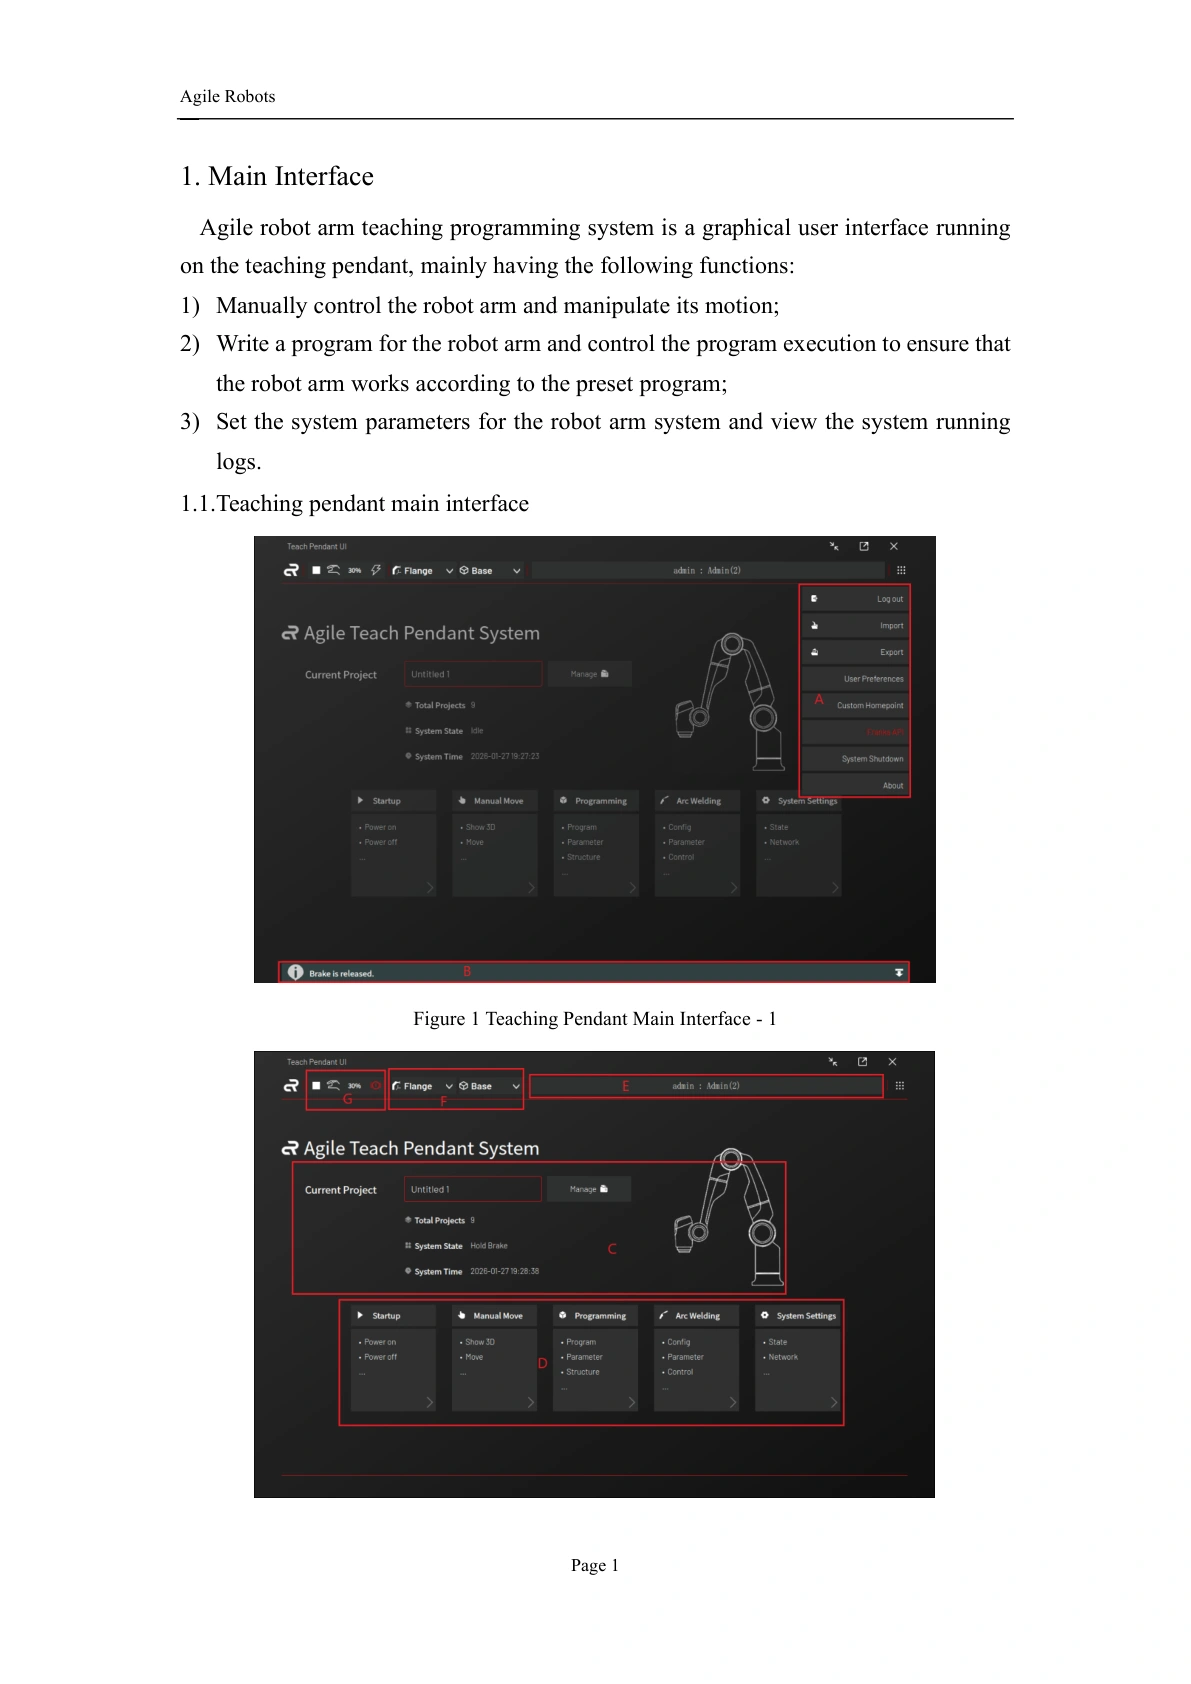 Agile Robots
1. Main Interface
Agile robot arm teaching programming system is a graphical user interface running
on the teaching pendant, mainly having the following functions:
1) Manually control the robot arm and manipulate its motion;
2) Write a program for the robot arm and control the program execution to ensure that
the robot arm works according to the preset program;
3) Set the system parameters for the robot arm system and view the system running
logs.
1.1.Teaching pendant main interface
Teach Pendant UI
30% Flange Base admin : Admin(2)
Log out
Import
Export
User Preferences
A
Custom Homepoint
System Shutdown
About
Agile Teach Pendant System
Current Project Untitled 1 Manage
Total Projects 9
System State Idle
System Time 2026-01-27 19:27:23
Startup Manual Move Programming Arc Welding System Settings
• Power on • Show 3D • Program • Config • State
• Power off • Move • Parameter • Parameter • Network
... ... • Structure • Control ...
... ...
Brake is released. B
Figure 1 Teaching Pendant Main Interface - 1
Teach Pendant UI
30% Flange Base E admin : Admin(2)
G F
Agile Teach Pendant System
Current Project Untitled 1 Manage
Total Projects 9
System State Hold Brake C
System Time 2026-01-27 19:28:38
Startup Manual Move Programming Arc Welding System Settings
• Power on • Show 3D • Program • Config • State
• Power off • Move D • Parameter • Parameter • Network
... ... • Structure • Control ...
... ...
Page 1